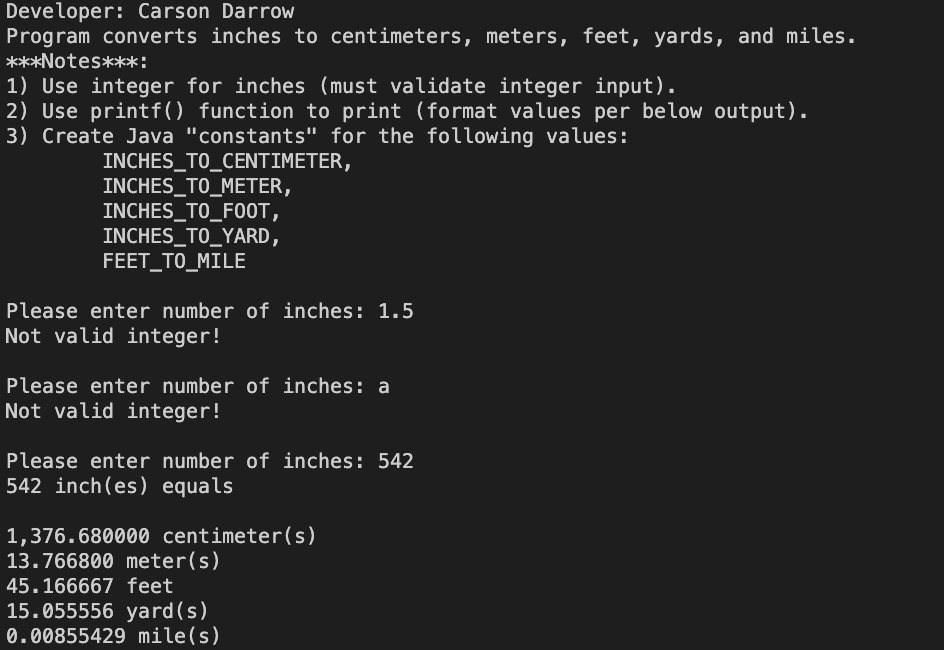 Developer: Carson Darrow
Program converts inches to centimeters, meters, feet, yards, and miles.
***Notes***:
1) Use integer for inches (must validate integer input).
2) Use printf() function to print (format values per below output).
3) Create Java "constants" for the following values:
        INCHES_TO_CENTIMETER,
        INCHES_TO_METER,
        INCHES_TO_FOOT,
        INCHES_TO_YARD,
        FEET_TO_MILE

Please enter number of inches: 1.5
Not valid integer!

Please enter number of inches: a
Not valid integer!

Please enter number of inches: 542
542 inch(es) equals

1,376.680000 centimeter(s)
13.766800 meter(s)
45.166667 feet
15.055556 yard(s)
0.00855429 mile(s)